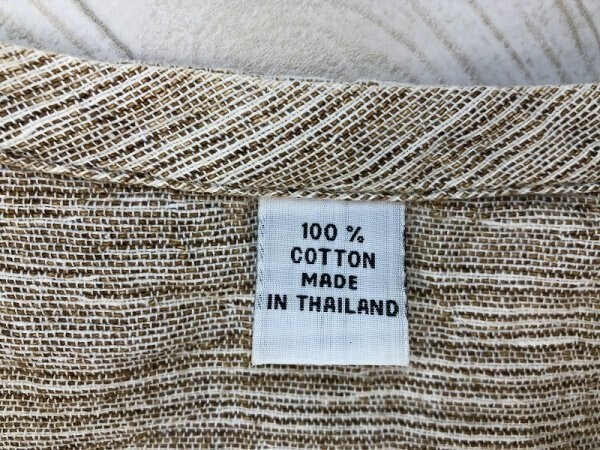 100 %
COTTON
MADE
IN THAILAND